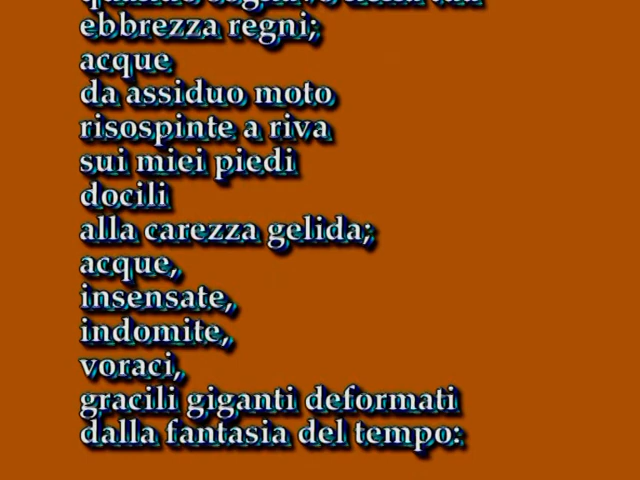 ebbrezza regni;
acque
da assiduo moto
risospinte a riva
sui miei piedi
docili
alla carezza gelida;
acque,
insensate,
indomite,
voraci,
gracili giganti deformati
dalla fantasia del tempo: